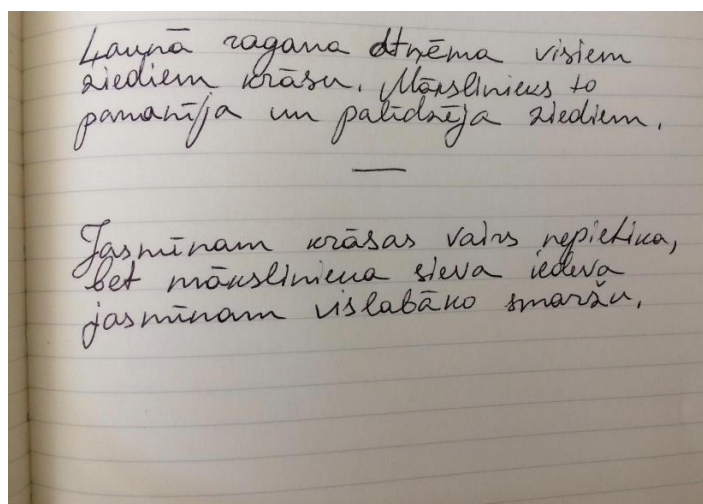 Ļaunā ragana atņēma visiem
ziediem krāsu. Mākslinieks to
pamanīja un palīdzēja ziediem.
—
Jasmīnam krāsas vairs nepietika,
bet mākslinieka sieva iedeva
jasmīnam vislabāko smaržu.